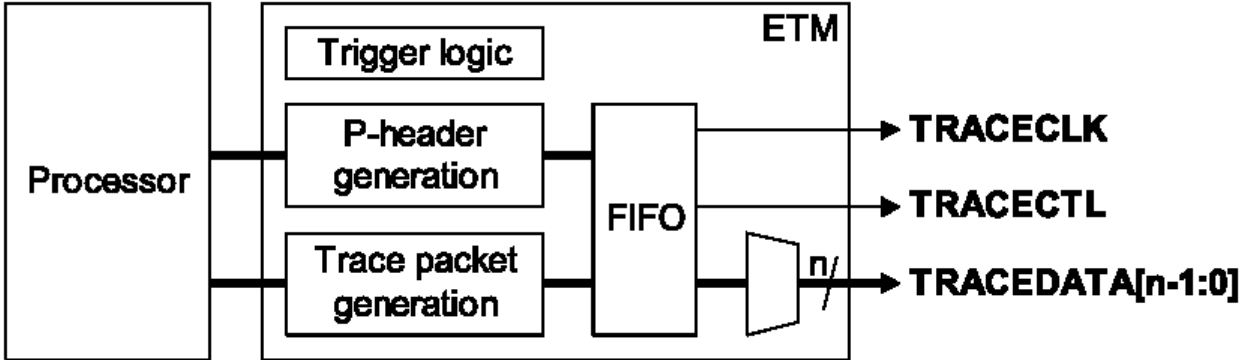 ETM
Trigger logic
P-header
generation
Processor
Trace packet
generation
FIFO
n
TRACECLK
TRACECTL
TRACEDATA[n-1:0]